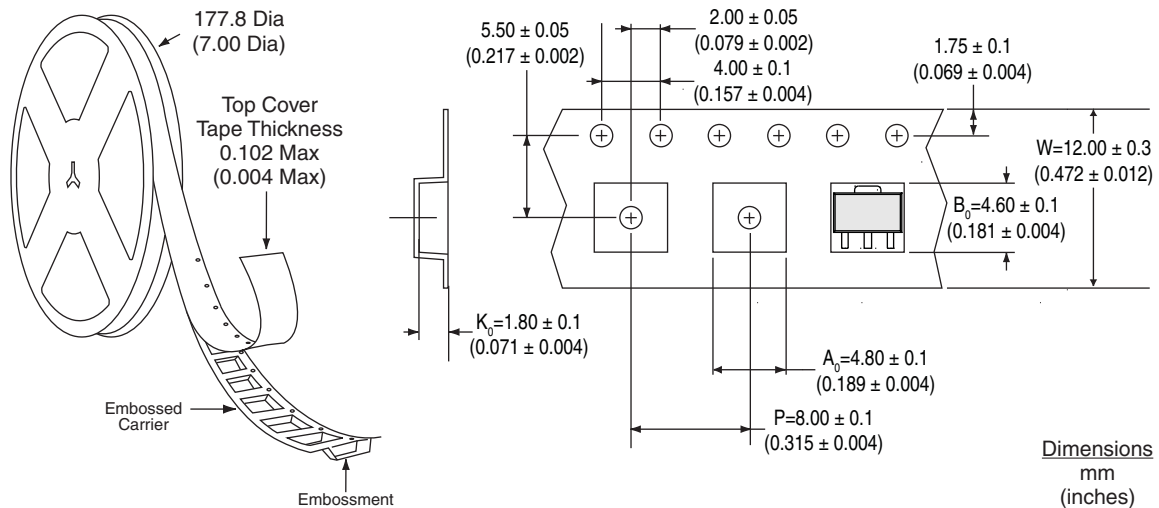 177.8 Dia
(7.00 Dia)
Top Cover
Tape Thickness
0.102 Max
(0.004 Max)
Embossed
Carrier
Embossment
5.50 ± 0.05
(0.217 ± 0.002)
2.00 ± 0.05
(0.079 ± 0.002)
4.00 ± 0.1
(0.157 ± 0.004)
1.75 ± 0.1
(0.069 ± 0.004)
W=12.00 ± 0.3
(0.472 ± 0.012)
B₀=4.60 ± 0.1
(0.181 ± 0.004)
K₀=1.80 ± 0.1
(0.071 ± 0.004)
A₀=4.80 ± 0.1
(0.189 ± 0.004)
P=8.00 ± 0.1
(0.315 ± 0.004)
Dimensions
mm
(inches)